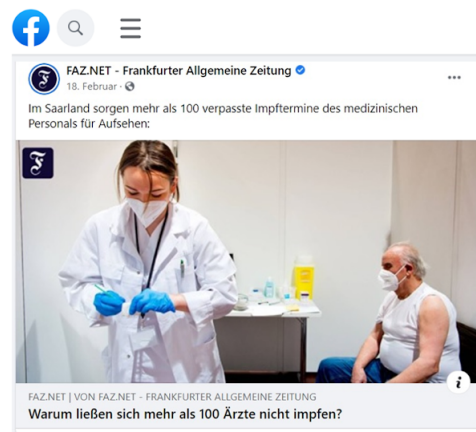 FAZ.NET - Frankfurter Allgemeine Zeitung
18. Februar ·
Im Saarland sorgen mehr als 100 verpasste Impftermine des medizinischen
Personals für Aufsehen:
FAZ.NET | VON FAZ.NET - FRANKFURTER ALLGEMEINE ZEITUNG
Warum ließen sich mehr als 100 Ärzte nicht impfen?